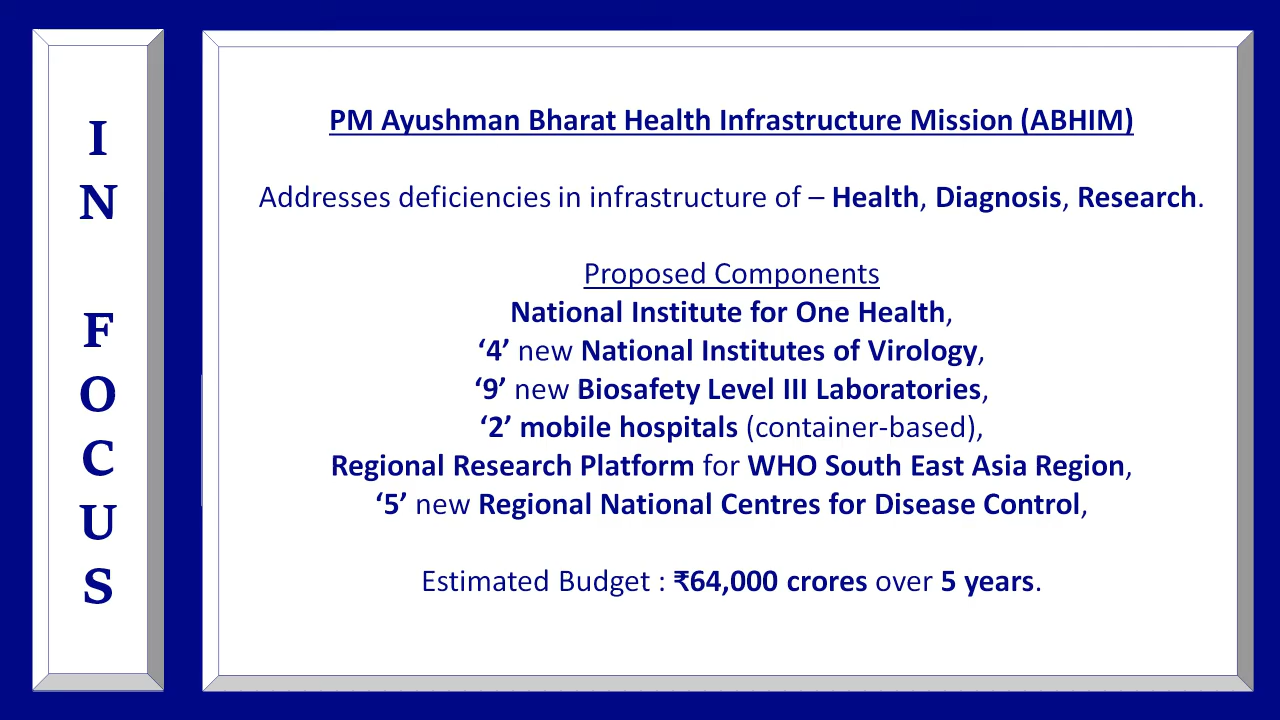 IN FOCUS
PM Ayushman Bharat Health Infrastructure Mission (ABHIM)
Addresses deficiencies in infrastructure of – Health, Diagnosis, Research.
Proposed Components
National Institute for One Health,
‘4’ new National Institutes of Virology,
‘9’ new Biosafety Level III Laboratories,
‘2’ mobile hospitals (container-based),
Regional Research Platform for WHO South East Asia Region,
‘5’ new Regional National Centres for Disease Control,
Estimated Budget : ₹64,000 crores over 5 years.